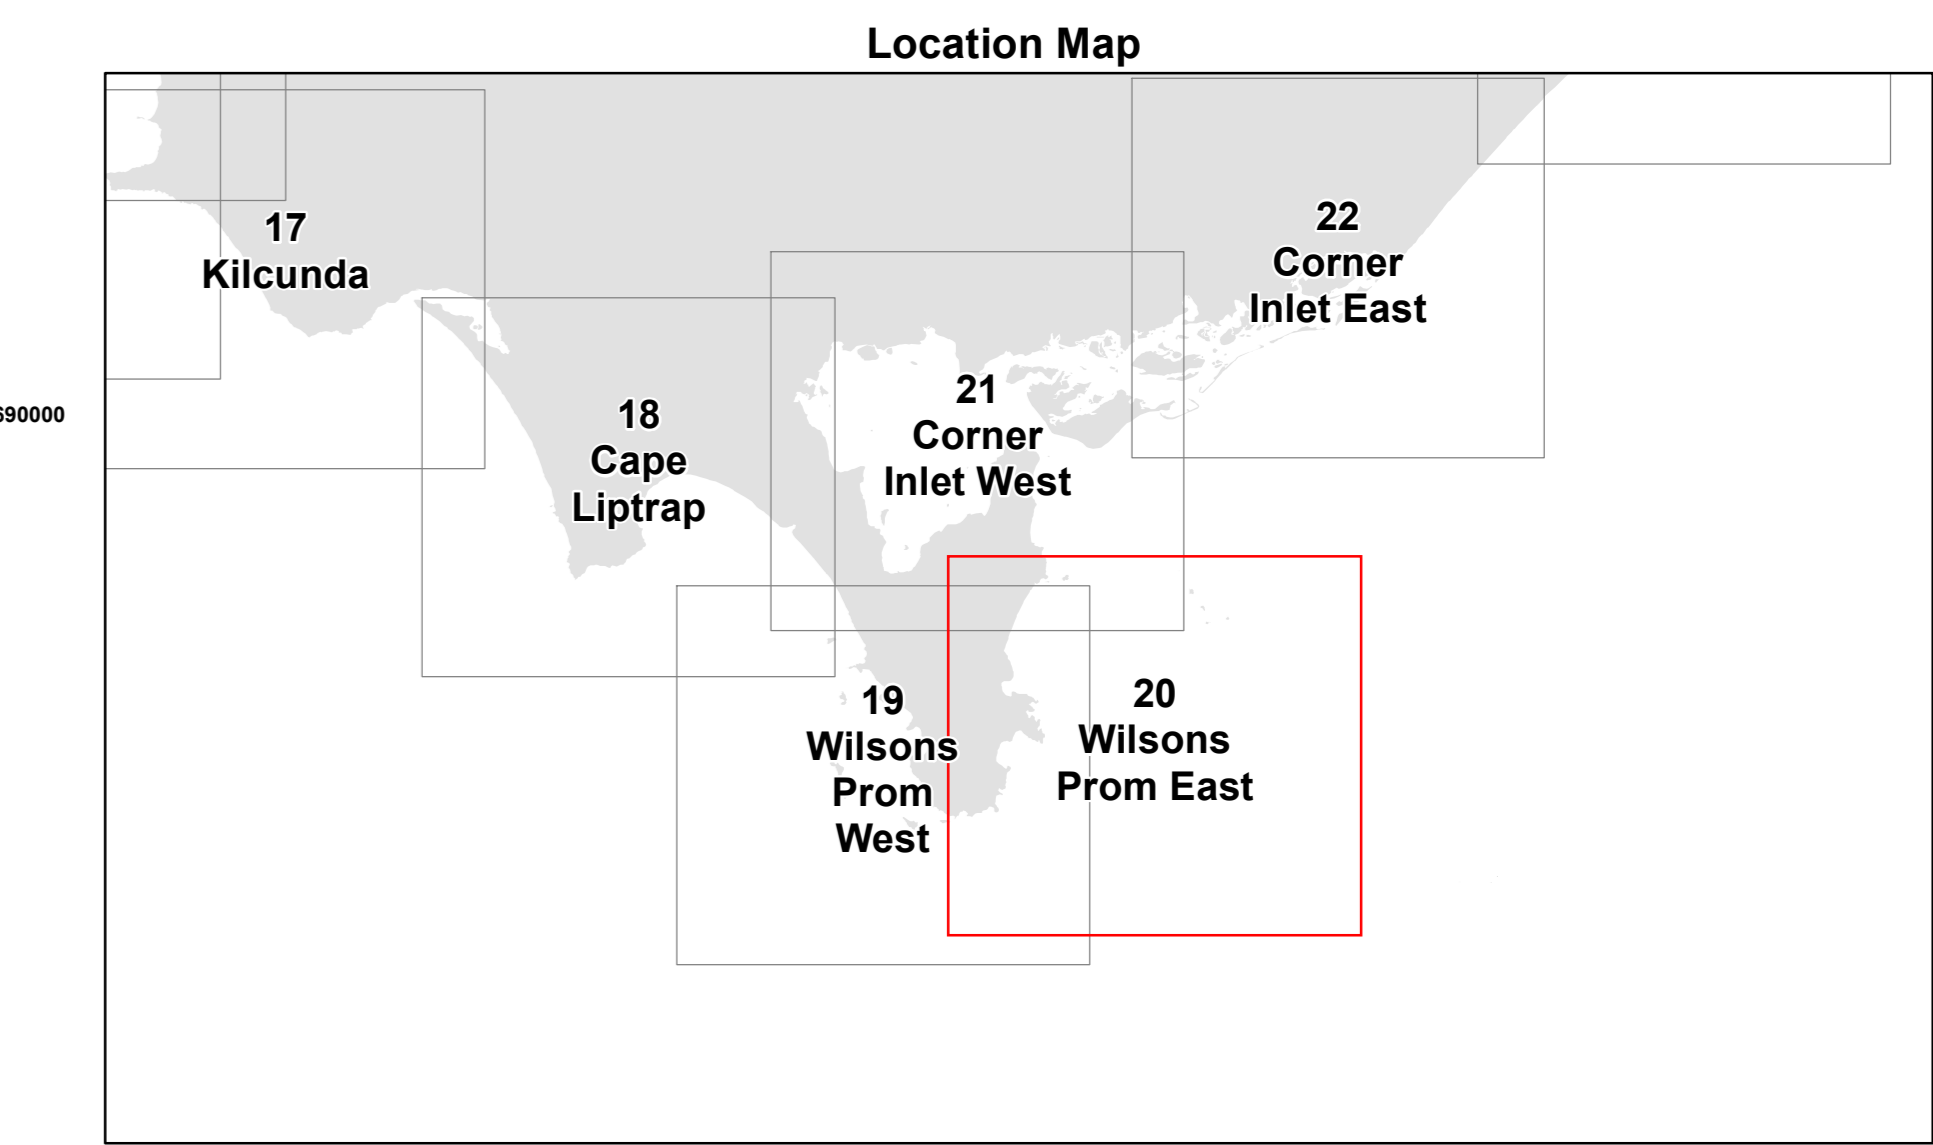 Location Map
17
Kilcunda
22
Corner
Inlet East
18
Cape
Liptrap
21
Corner
Inlet West
690000
19
Wilsons
Prom
West
20
Wilsons
Prom East